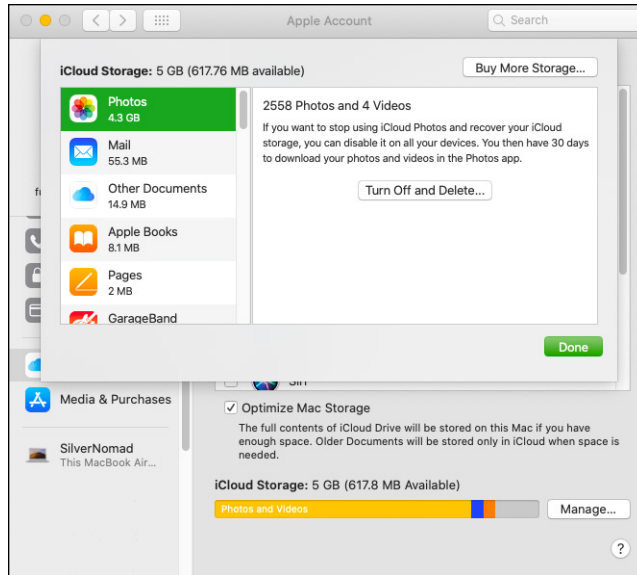 Apple Account
Search
iCloud Storage: 5 GB (617.76 MB available)
Buy More Storage...
Photos
4.3 GB
Mail
55.3 MB
Other Documents
14.9 MB
Apple Books
8.1 MB
Pages
2 MB
GarageBand
2558 Photos and 4 Videos
If you want to stop using iCloud Photos and recover your iCloud
storage, you can disable it on all your devices. You then have 30 days
to download your photos and videos in the Photos app.
Turn Off and Delete...
Done
Media & Purchases
SilverNomad
This MacBook Air...
Siri
Optimize Mac Storage
The full contents of iCloud Drive will be stored on this Mac if you have
enough space. Older Documents will be stored only in iCloud when space is
needed.
iCloud Storage: 5 GB (617.8 MB Available)
Photos and Videos
Manage...
?